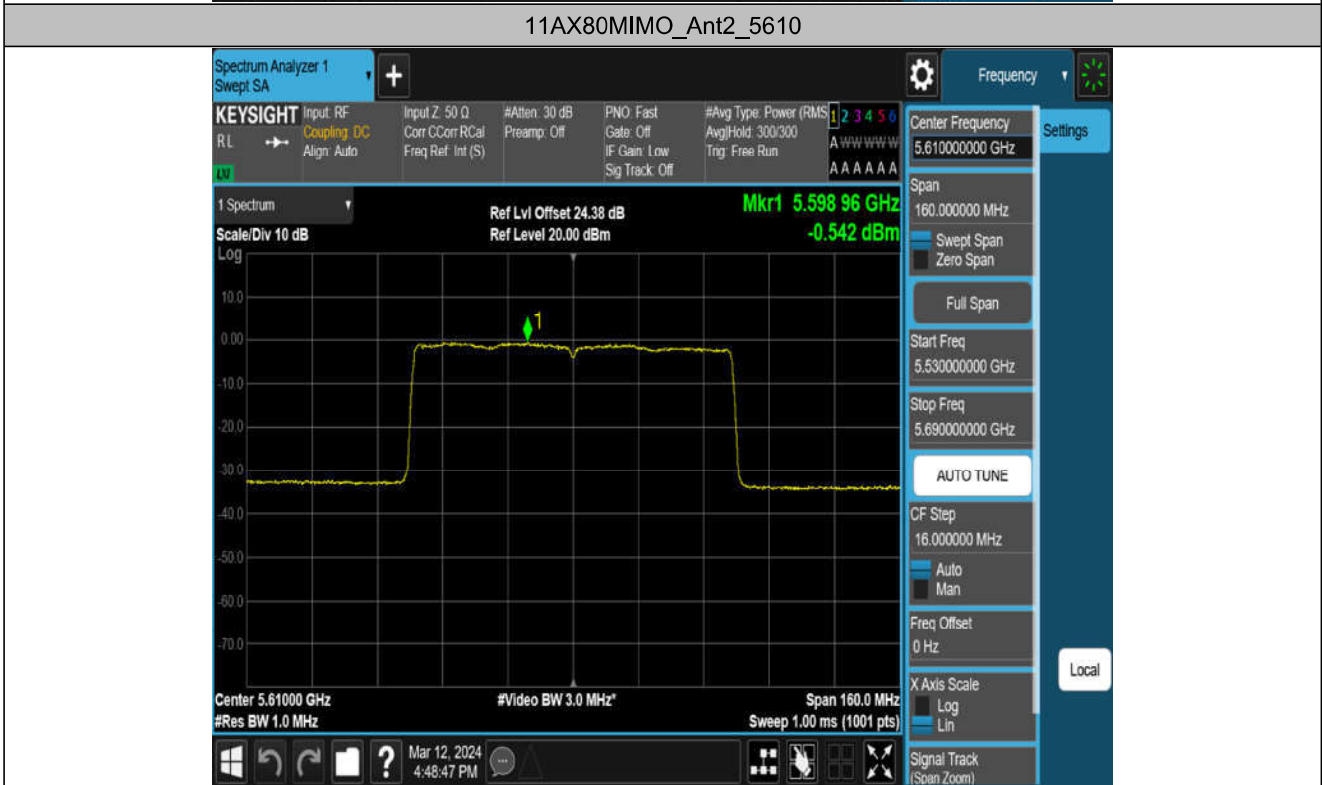 11AX80MIMO_Ant2_5610
Spectrum Analyzer 1
Swept SA
+
Frequency
KEYSIGHT
RL
LXI
Input: RF
Coupling: DC
Align: Auto
Input Z: 50 Ω
Corr CCorr RCal
Freq Ref: Int (S)
#Atten: 30 dB
Preamp: Off
PNO: Fast
Gate: Off
IF Gain: Low
Sig Track: Off
#Avg Type: Power (RMS
Avg|Hold: 300/300
Trig: Free Run
1 2 3 4 5 6
A W W W W W
A A A A A A
1 Spectrum
Scale/Div 10 dB
Log
Ref Lvl Offset 24.38 dB
Ref Level 20.00 dBm
Mkr1 5.598 96 GHz
-0.542 dBm
1
10.0
0.00
-10.0
-20.0
-30.0
-40.0
-50.0
-60.0
-70.0
Center 5.61000 GHz
#Res BW 1.0 MHz
#Video BW 3.0 MHz*
Span 160.0 MHz
Sweep 1.00 ms (1001 pts)
?
Mar 12, 2024
4:48:47 PM
Center Frequency
5.610000000 GHz
Settings
Span
160.000000 MHz
Swept Span
Zero Span
Full Span
Start Freq
5.530000000 GHz
Stop Freq
5.690000000 GHz
AUTO TUNE
CF Step
16.000000 MHz
Auto
Man
Freq Offset
0 Hz
X Axis Scale
Log
Lin
Local
Signal Track
(Span Zoom)